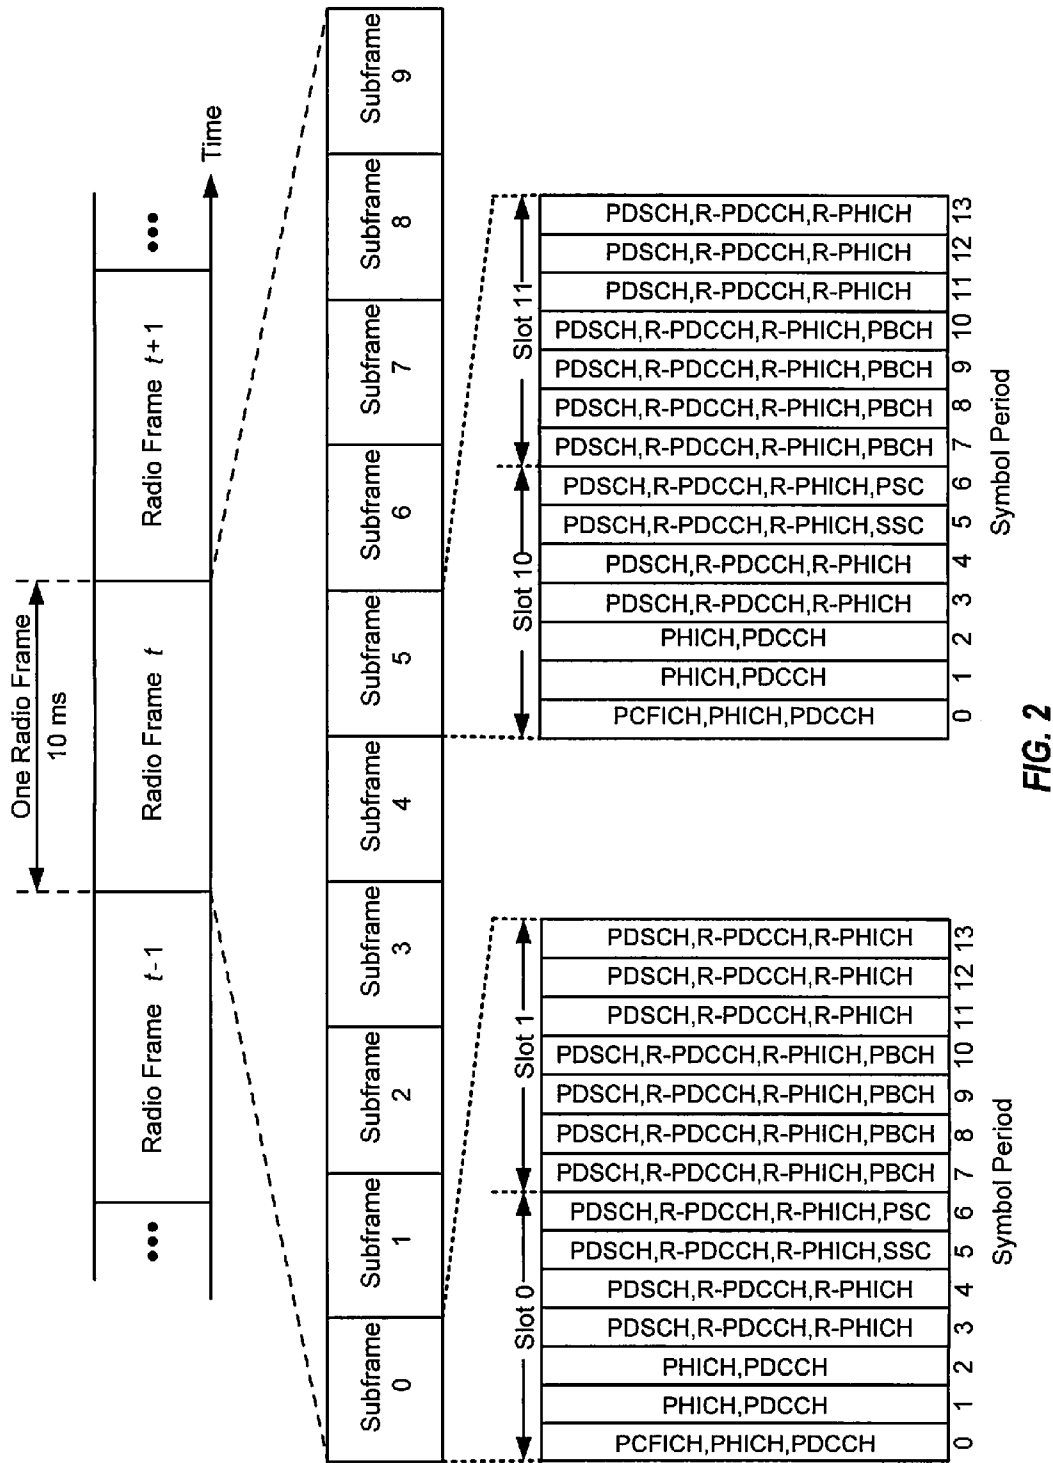 One Radio Frame
10 ms
•••
Radio Frame t-1
Radio Frame t
Radio Frame t+1
•••
Time
Subframe
0
Subframe
1
Subframe
2
Subframe
3
Subframe
4
Subframe
5
Subframe
6
Subframe
7
Subframe
8
Subframe
9
Slot 0
Slot 1
PCFICH,PHICH,PDCCH
PHICH,PDCCH
PHICH,PDCCH
PDSCH,R-PDCCH,R-PHICH
PDSCH,R-PDCCH,R-PHICH
PDSCH,R-PDCCH,R-PHICH,SSC
PDSCH,R-PDCCH,R-PHICH,PSC
PDSCH,R-PDCCH,R-PHICH,PBCH
PDSCH,R-PDCCH,R-PHICH,PBCH
PDSCH,R-PDCCH,R-PHICH,PBCH
PDSCH,R-PDCCH,R-PHICH,PBCH
PDSCH,R-PDCCH,R-PHICH
PDSCH,R-PDCCH,R-PHICH
PDSCH,R-PDCCH,R-PHICH
0 1 2 3 4 5 6 7 8 9 10 11 12 13
Symbol Period
Slot 10
Slot 11
PCFICH,PHICH,PDCCH
PHICH,PDCCH
PHICH,PDCCH
PDSCH,R-PDCCH,R-PHICH
PDSCH,R-PDCCH,R-PHICH
PDSCH,R-PDCCH,R-PHICH,SSC
PDSCH,R-PDCCH,R-PHICH,PSC
PDSCH,R-PDCCH,R-PHICH,PBCH
PDSCH,R-PDCCH,R-PHICH,PBCH
PDSCH,R-PDCCH,R-PHICH,PBCH
PDSCH,R-PDCCH,R-PHICH,PBCH
PDSCH,R-PDCCH,R-PHICH
PDSCH,R-PDCCH,R-PHICH
PDSCH,R-PDCCH,R-PHICH
0 1 2 3 4 5 6 7 8 9 10 11 12 13
Symbol Period
FIG. 2